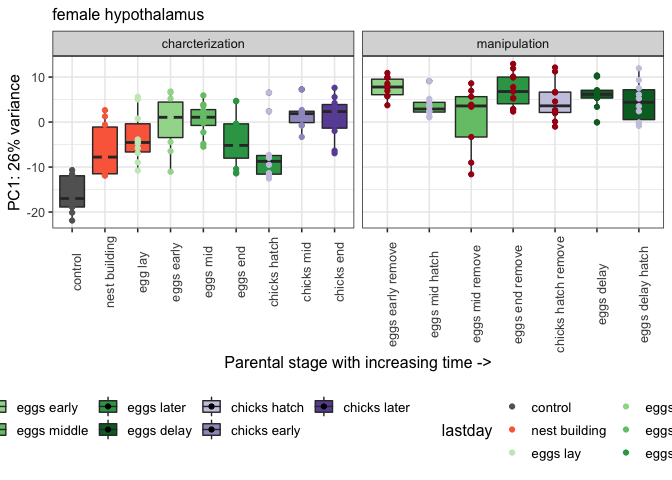 female hypothalamus
charcterization
manipulation
PC1: 26% variance
10
0
-10
-20
control
nest building
egg lay
eggs early
eggs mid
eggs end
chicks hatch
chicks mid
chicks end
eggs early remove
eggs mid hatch
eggs mid remove
eggs end remove
chicks hatch remove
eggs delay
eggs delay hatch
Parental stage with increasing time ->
eggs early
eggs later
chicks hatch
chicks later
eggs middle
eggs delay
chicks early
lastday
control
nest building
eggs lay
eggs
eggs
eggs